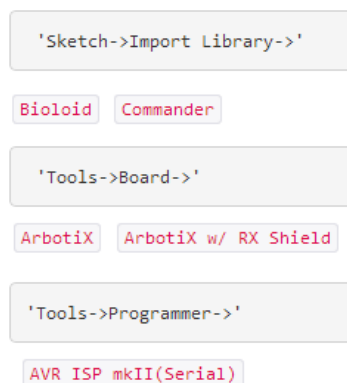 'Sketch->Import Library->'
Bioloid Commander
'Tools->Board->'
ArbotiX ArbotiX w/ RX Shield
'Tools->Programmer->'
AVR ISP mkII(Serial)